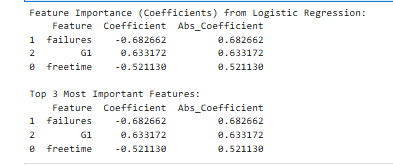 Feature Importance (Coefficients) from Logistic Regression:
Feature Coefficient Abs_Coefficient
1 failures -0.682662 0.682662
2 G1 0.633172 0.633172
0 freetime -0.521130 0.521130
Top 3 Most Important Features:
Feature Coefficient Abs_Coefficient
1 failures -0.682662 0.682662
2 G1 0.633172 0.633172
0 freetime -0.521130 0.521130